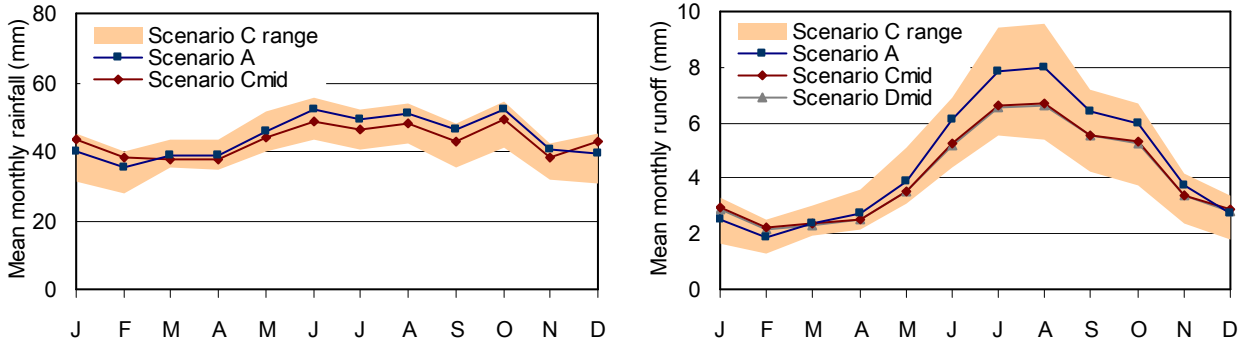 Mean monthly rainfall (mm)
80
60
40
20
0
Scenario C range
Scenario A
Scenario Cmid
J F M A M J J A S O N D
Mean monthly runoff (mm)
10
8
6
4
2
0
Scenario C range
Scenario A
Scenario Cmid
Scenario Dmid
J F M A M J J A S O N D